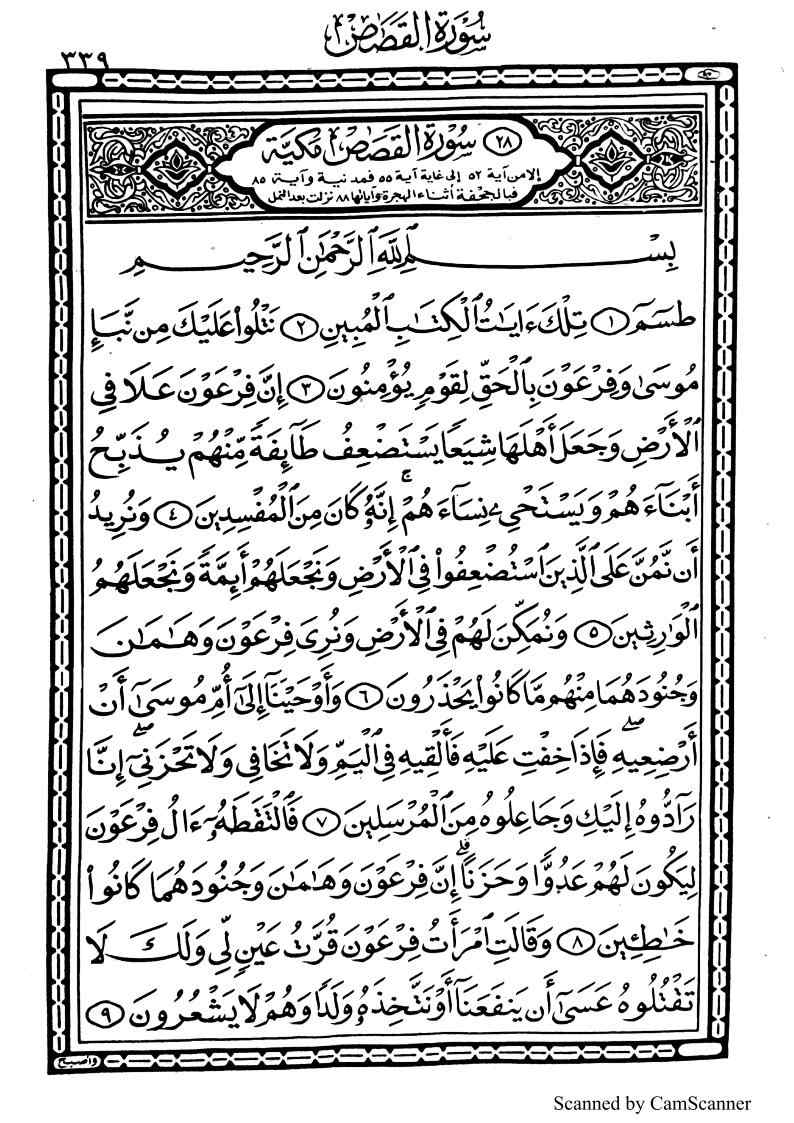 سُورَةُ القَصَصِ
٣٣٩
(٢٨) سُورَةُ القَصَصِ مَكيَّة
إلا من آية ٥٢ إلى غاية آية ٥٥ فمدنية وآية ٨٥
فبالجحفة أثناء الهجرة وآياتها ٨٨ نزلت بعد النمل
بِسْمِ ٱللَّهِ ٱلرَّحْمَٰنِ ٱلرَّحِيمِ
طسٓمٓ (١) تِلْكَ ءَايَٰتُ ٱلْكِتَٰبِ ٱلْمُبِينِ (٢) نَتْلُوا۟ عَلَيْكَ مِن نَّبَإِ
مُوسَىٰ وَفِرْعَوْنَ بِٱلْحَقِّ لِقَوْمٍ يُؤْمِنُونَ (٣) إِنَّ فِرْعَوْنَ عَلَا فِى
ٱلْأَرْضِ وَجَعَلَ أَهْلَهَا شِيَعًا يَسْتَضْعِفُ طَآئِفَةً مِّنْهُمْ يُذَبِّحُ
أَبْنَآءَهُمْ وَيَسْتَحْىِۦ نِسَآءَهُمْ ۚ إِنَّهُۥ كَانَ مِنَ ٱلْمُفْسِدِينَ (٤) وَنُرِيدُ
أَن نَّمُنَّ عَلَى ٱلَّذِينَ ٱسْتُضْعِفُوا۟ فِى ٱلْأَرْضِ وَنَجْعَلَهُمْ أَئِمَّةً وَنَجْعَلَهُمُ
ٱلْوَٰرِثِينَ (٥) وَنُمَكِّنَ لَهُمْ فِى ٱلْأَرْضِ وَنُرِىَ فِرْعَوْنَ وَهَٰمَٰنَ
وَجُنُودَهُمَا مِنْهُم مَّا كَانُوا۟ يَحْذَرُونَ (٦) وَأَوْحَيْنَآ إِلَىٰٓ أُمِّ مُوسَىٰٓ أَنْ
أَرْضِعِيهِ ۖ فَإِذَا خِفْتِ عَلَيْهِ فَأَلْقِيهِ فِى ٱلْيَمِّ وَلَا تَخَافِى وَلَا تَحْزَنِىٓ ۖ إِنَّا
رَآدُّوهُ إِلَيْكِ وَجَاعِلُوهُ مِنَ ٱلْمُرْسَلِينَ (٧) فَٱلْتَقَطَهُۥٓ ءَالُ فِرْعَوْنَ
لِيَكُونَ لَهُمْ عَدُوًّا وَحَزَنًا ۗ إِنَّ فِرْعَوْنَ وَهَٰمَٰنَ وَجُنُودَهُمَا كَانُوا۟
خَٰطِـِٔينَ (٨) وَقَالَتِ ٱمْرَأَتُ فِرْعَوْنَ قُرَّتُ عَيْنٍ لِّى وَلَكَ لَا
تَقْتُلُوهُ عَسَىٰٓ أَن يَنفَعَنَآ أَوْ نَتَّخِذَهُۥ وَلَدًا وَهُمْ لَا يَشْعُرُونَ (٩)
وأصبح
Scanned by CamScanner